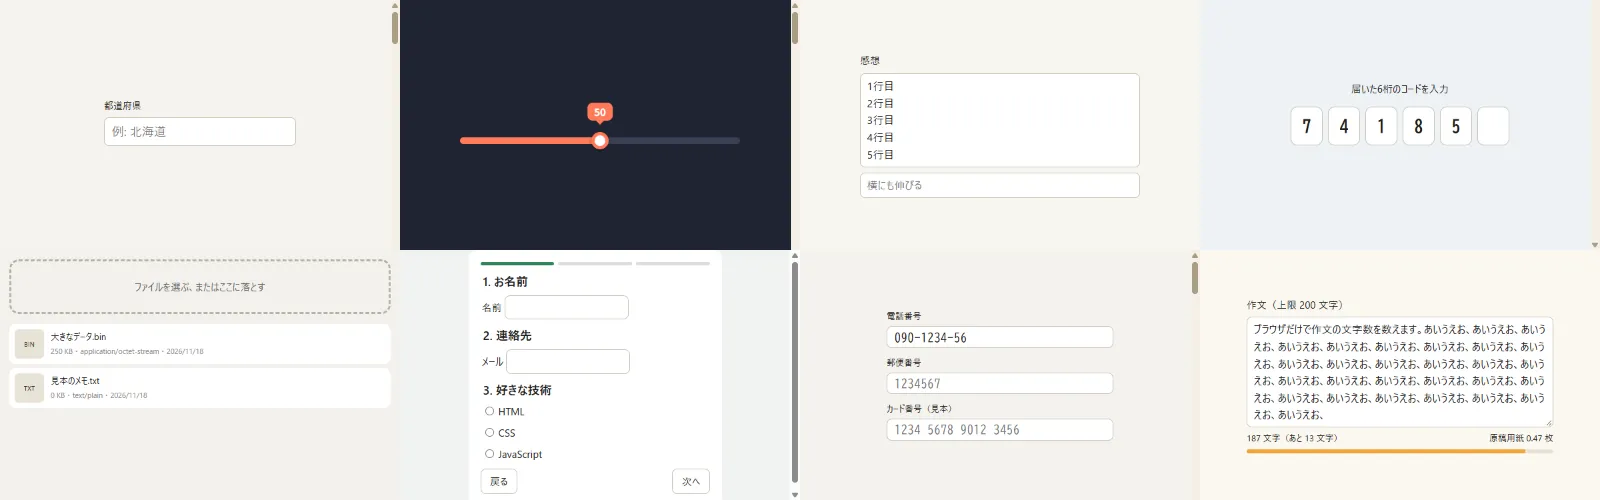 都道府県
例: 北海道
50
感想
1行目
2行目
3行目
4行目
5行目
横にも伸びる
届いた6桁のコードを入力
7 4 1 8 5
ファイルを選ぶ、またはここに落とす
BIN
大きなデータ.bin
250 KB・application/octet-stream・2026/11/18
TXT
見本のメモ.txt
0 KB・text/plain・2026/11/18
1. お名前
名前
2. 連絡先
メール
3. 好きな技術
HTML
CSS
JavaScript
戻る
次へ
電話番号
090-1234-56
郵便番号
1234567
カード番号（見本）
1234 5678 9012 3456
作文（上限 200 文字）
ブラウザだけで作文の文字数を数えます。あいうえお、あいうえお、あいう
えお、あいうえお、あいうえお、あいうえお、あいうえお、あいうえお、あいう
えお、あいうえお、あいうえお、あいうえお、あいうえお、あいうえお、あいう
えお、あいうえお、あいうえお、あいうえお、あいうえお、あいうえお、あいう
えお、あいうえお、あいうえお、あいうえお、あいうえお、あいうえお、あいう
えお、あいうえお、
187 文字（あと 13 文字）
原稿用紙 0.47 枚